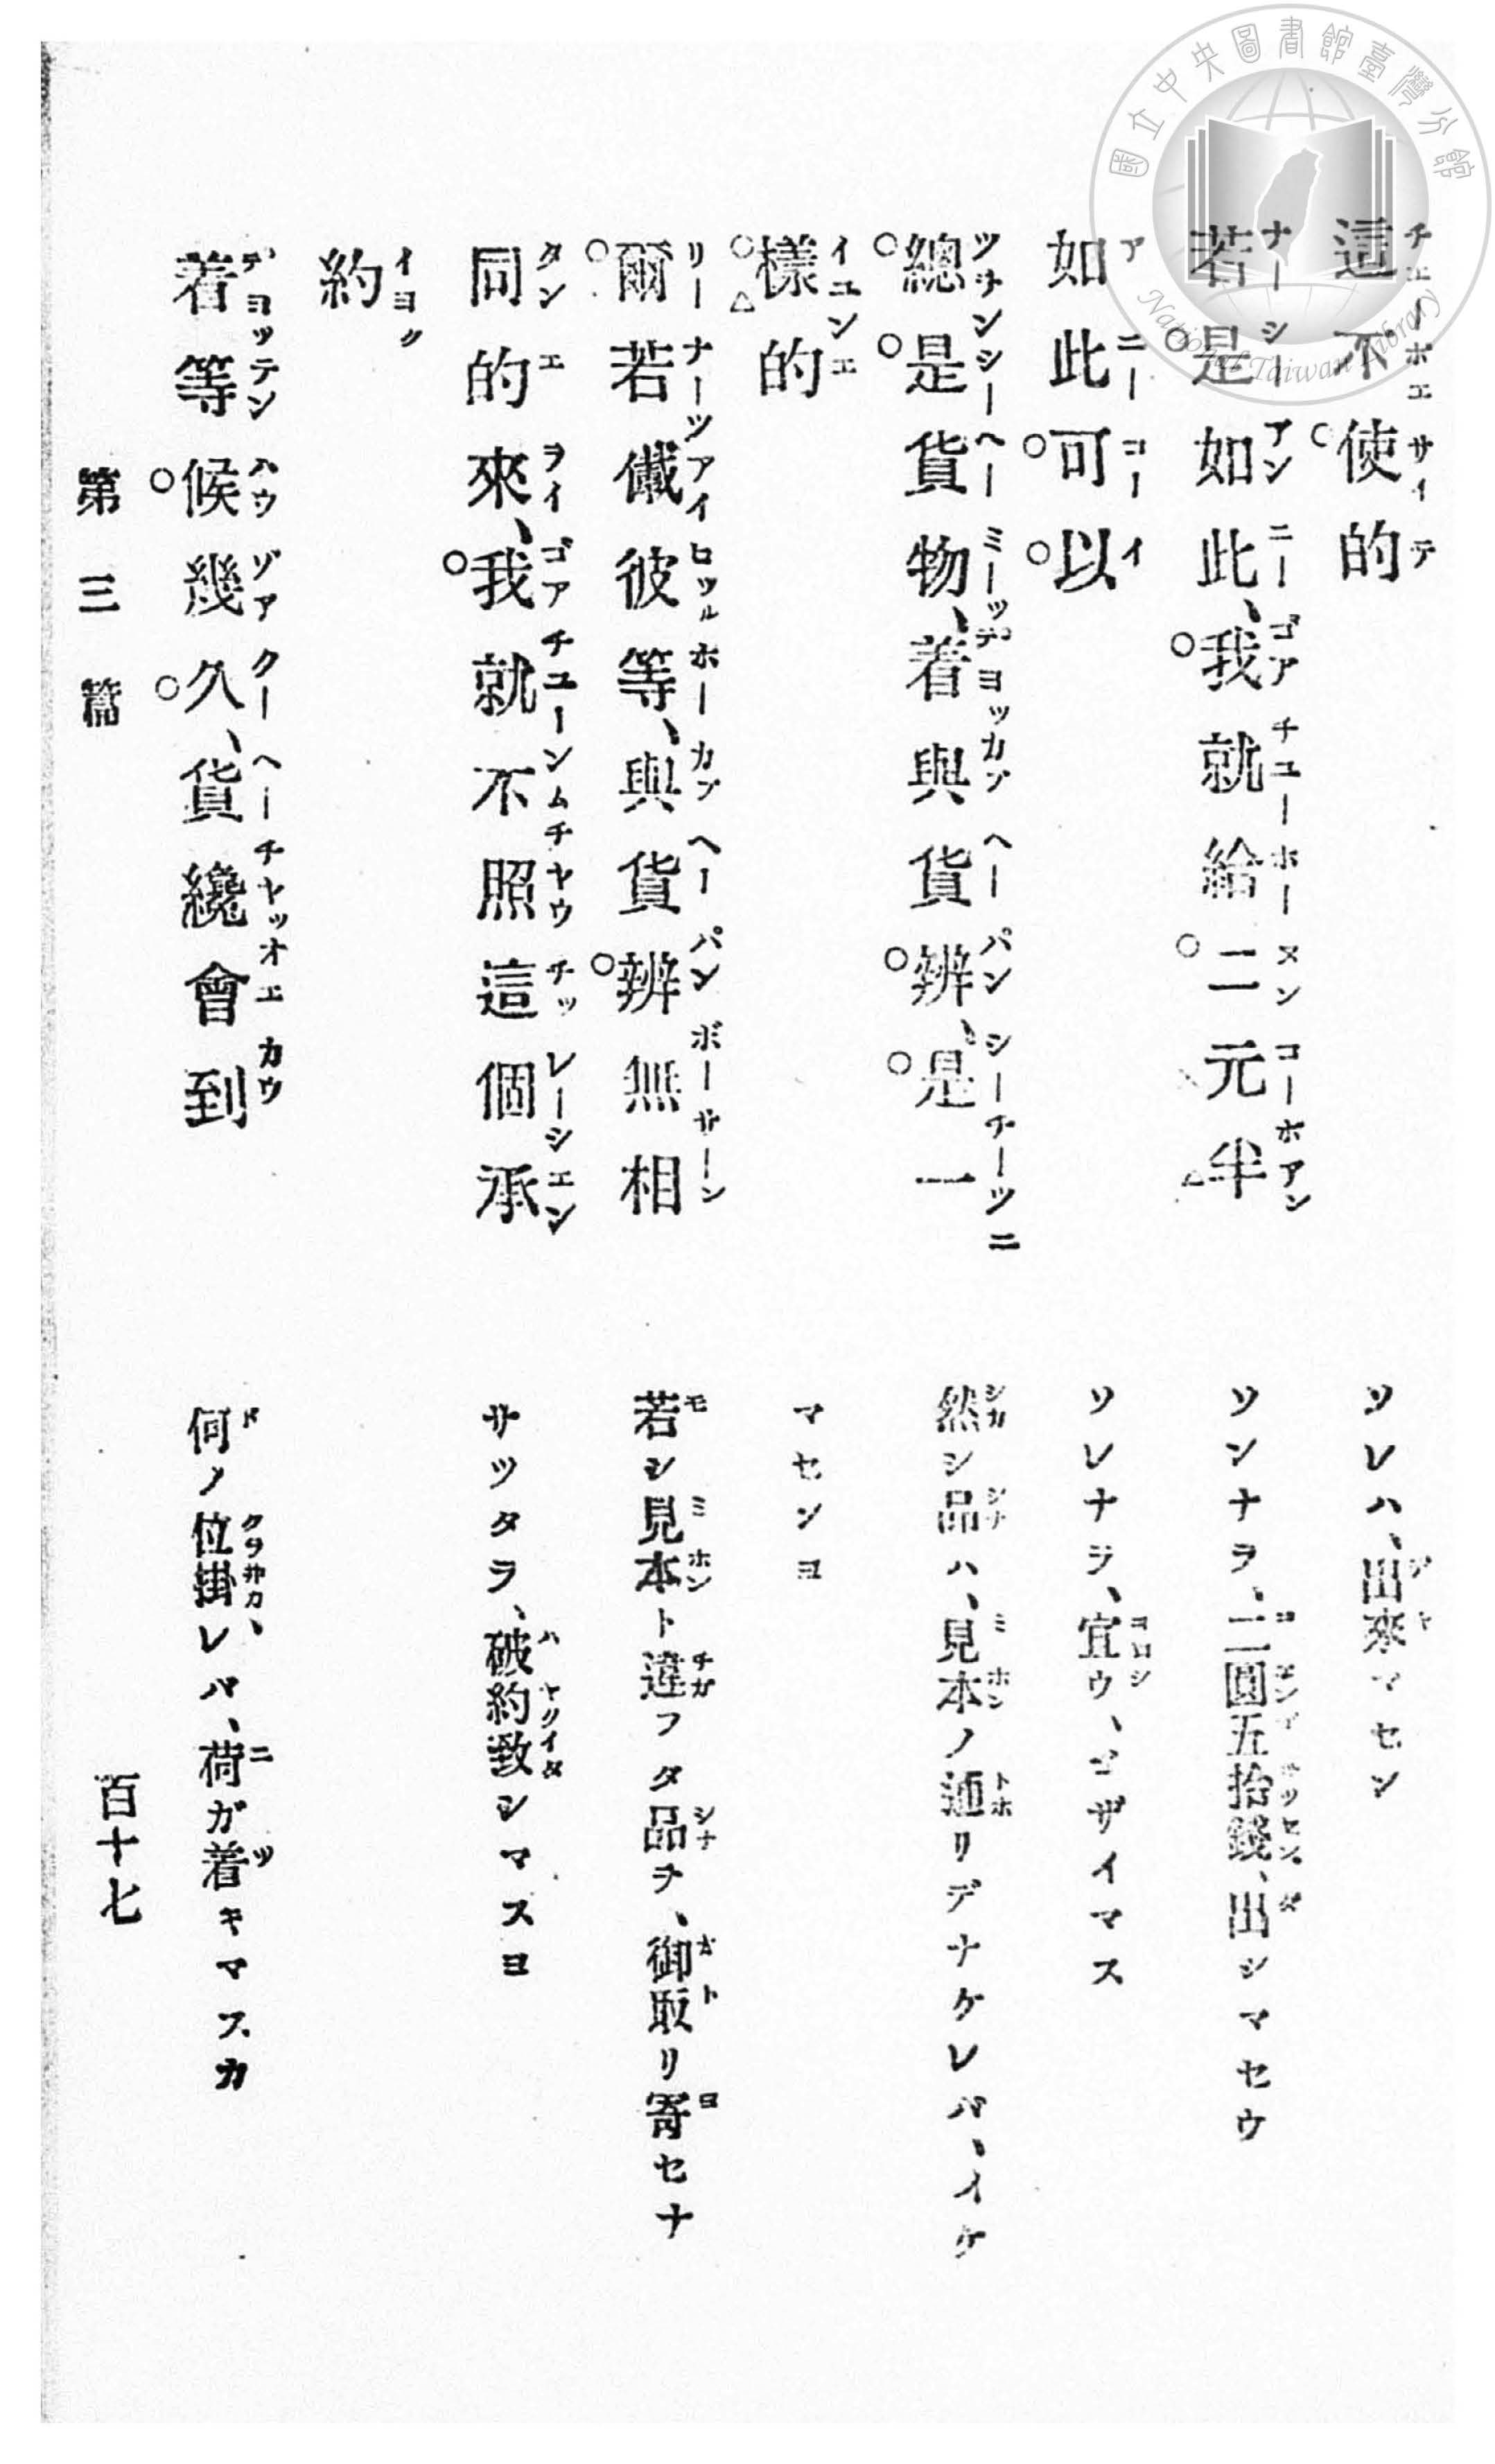 國立中央圖書館臺灣分館
National Taiwan Library
這不使的
ソレハ、出來マセン
若是如此、我就給二元半
ソンナラ、二圓五拾錢、出シマセウ
如此可以
ソレナラ、宜ウ、ゴザイマス
總是貨物、着與貨辨、是一
然シ品ハ、見本ノ通リデナケレバ、イケ
樣的
マセンヨ
爾若儎彼等、與貨辨無相
若シ見本ト違フタ品ヲ、御取リ寄セナ
同的來、我就不照這個承
サツタラ、破約致シマスヨ
約
着等候幾久、貨纔會到
何ノ位掛レバ、荷ガ着キマスカ
第三篇
百十七